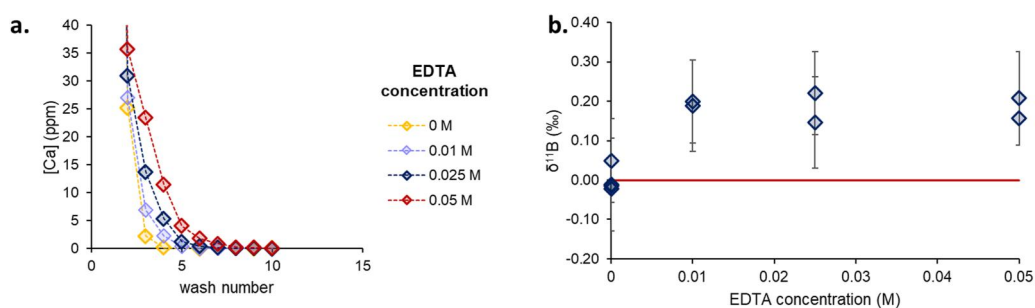 a.
40
35
30
25
20
15
10
5
0
[Ca] (ppm)
0
5
10
15
wash number
EDTA
concentration
0 M
0.01 M
0.025 M
0.05 M
b.
0.40
0.30
0.20
0.10
0.00
-0.10
-0.20
δ¹¹B (‰)
0
0.01
0.02
0.03
0.04
0.05
EDTA concentration (M)